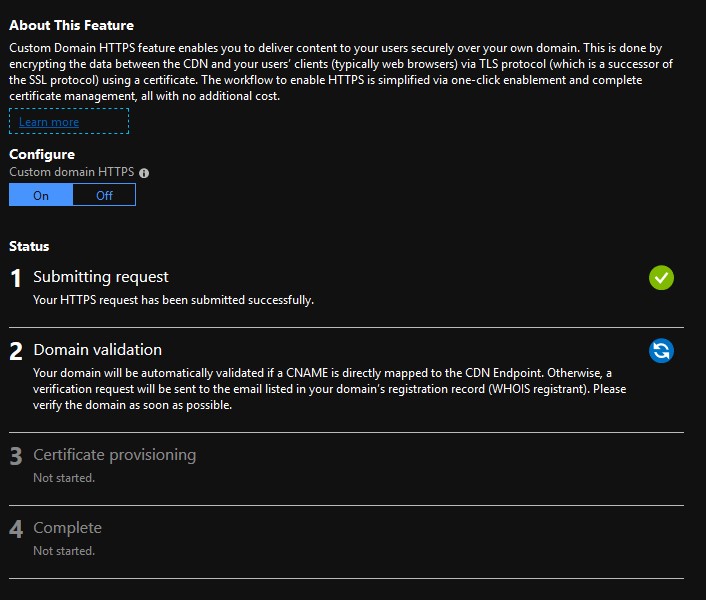 About This Feature
Custom Domain HTTPS feature enables you to deliver content to your users securely over your own domain. This is done by
encrypting the data between the CDN and your users' clients (typically web browsers) via TLS protocol (which is a successor of
the SSL protocol) using a certificate. The workflow to enable HTTPS is simplified via one-click enablement and complete
certificate management, all with no additional cost.
Learn more
Configure
Custom domain HTTPS
On Off
Status
1 Submitting request
Your HTTPS request has been submitted successfully.
2 Domain validation
Your domain will be automatically validated if a CNAME is directly mapped to the CDN Endpoint. Otherwise, a
verification request will be sent to the email listed in your domain's registration record (WHOIS registrant). Please
verify the domain as soon as possible.
3 Certificate provisioning
Not started.
4 Complete
Not started.